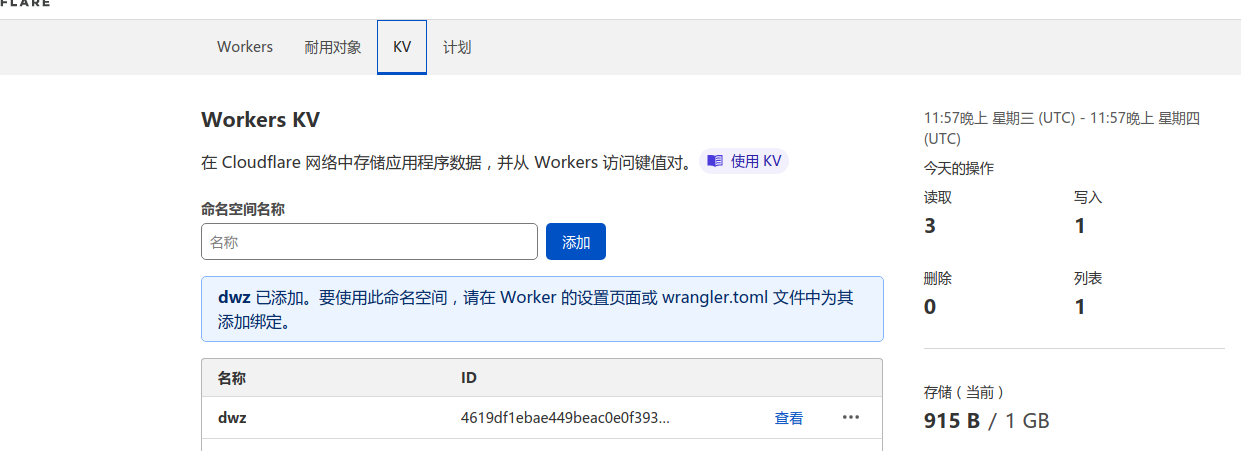 FLARE
Workers 耐用对象 KV 计划
Workers KV
在 Cloudflare 网络中存储应用程序数据，并从 Workers 访问键值对。 使用 KV
命名空间名称
名称 添加
dwz 已添加。要使用此命名空间，请在 Worker 的设置页面或 wrangler.toml 文件中为其
添加绑定。
名称 ID
dwz 4619df1ebae449beac0e0f393... 查看 •••
11:57晚上 星期三 (UTC) - 11:57晚上 星期四
(UTC)
今天的操作
读取 写入
3 1
删除 列表
0 1
存储（当前）
915 B / 1 GB